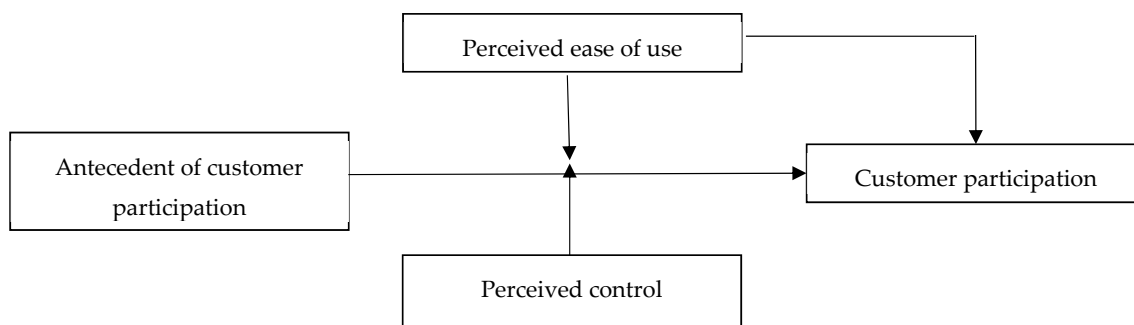 Perceived ease of use
Antecedent of customer
participation
Customer participation
Perceived control